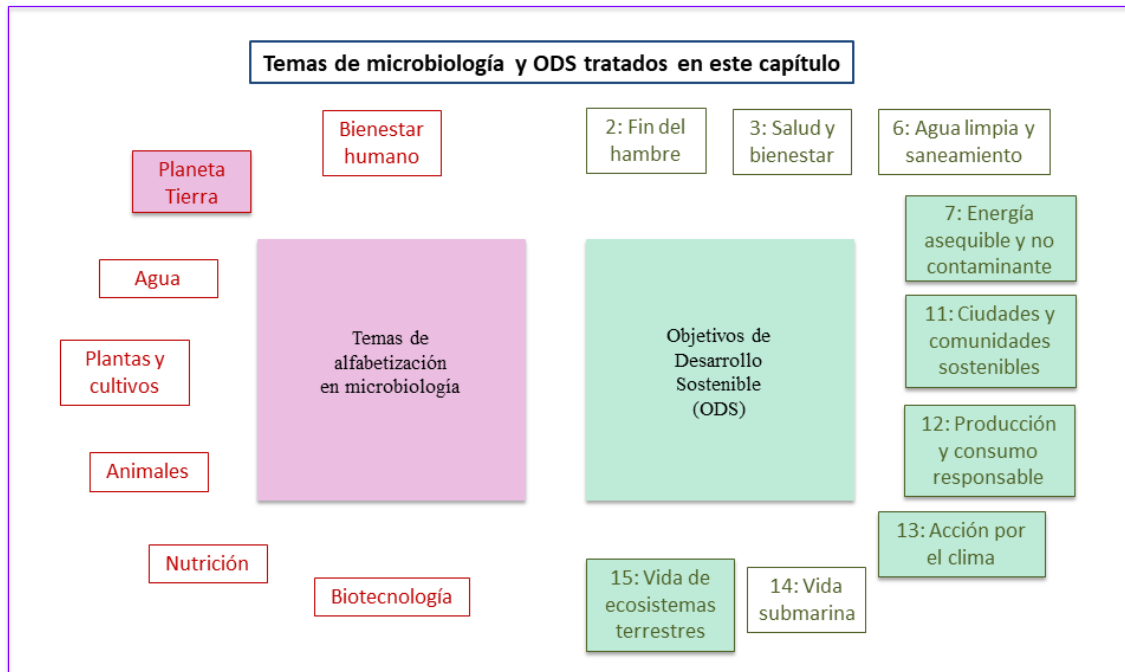 Temas de microbiología y ODS tratados en este capítulo
Bienestar
humano
Planeta
Tierra
Agua
Plantas y
cultivos
Animales
Nutrición
Biotecnología
Temas de
alfabetización
en microbiología
Objetivos de
Desarrollo
Sostenible
(ODS)
2: Fin del
hambre
3: Salud y
bienestar
6: Agua limpia y
saneamiento
7: Energía
asequible y no
contaminante
11: Ciudades y
comunidades
sostenibles
12: Producción
y consumo
responsable
13: Acción por
el clima
14: Vida
submarina
15: Vida de
ecosistemas
terrestres